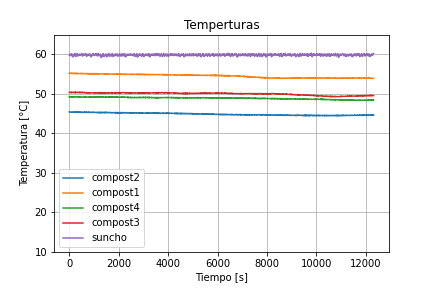 Temperturas
Temperatura [°C]
60
50
40
30
20
10
compost2
compost1
compost4
compost3
suncho
0 2000 4000 6000 8000 10000 12000
Tiempo [s]